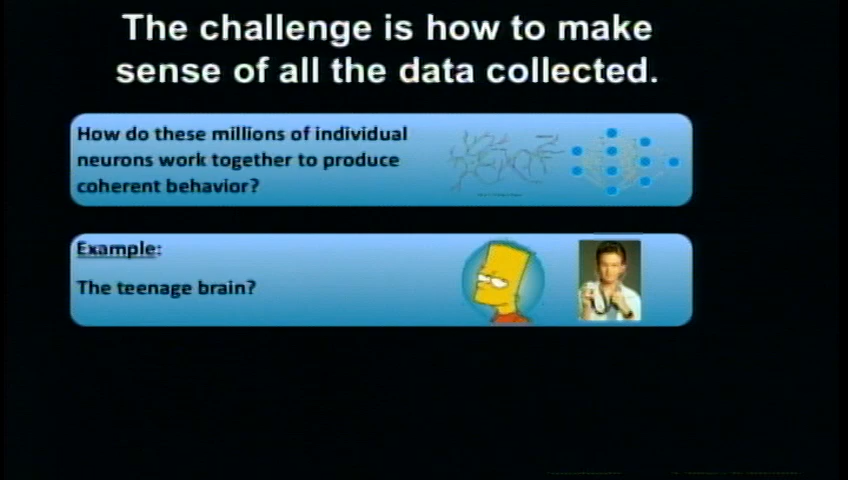 The challenge is how to make
sense of all the data collected.
How do these millions of individual
neurons work together to produce
coherent behavior?
Example:
The teenage brain?